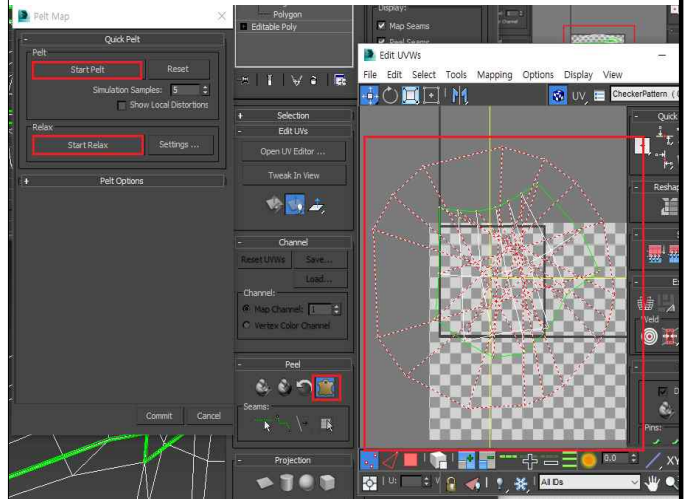 Pelt Map
Quick Pelt
Pelt
Start Pelt
Reset
Simulation Samples: 5
Show Local Distortions
Relax
Start Relax
Settings ...
Pelt Options
Commit
Cancel
Polygon
Editable Poly
Selection
Edit UVs
Open UV Editor ...
Tweak In View
Channel
Reset UVWs
Save...
Load...
Channel:
Map Channel: 1
Vertex Color Channel
Peel
Seams:
Projection
Display:
Map Seams
Peel Seams
Edit UVWs
File Edit Select Tools Mapping Options Display View
UV
CheckerPattern (
Quick
Reshap
Weld
Pins:
0.0
XY
U:
V
All IDs